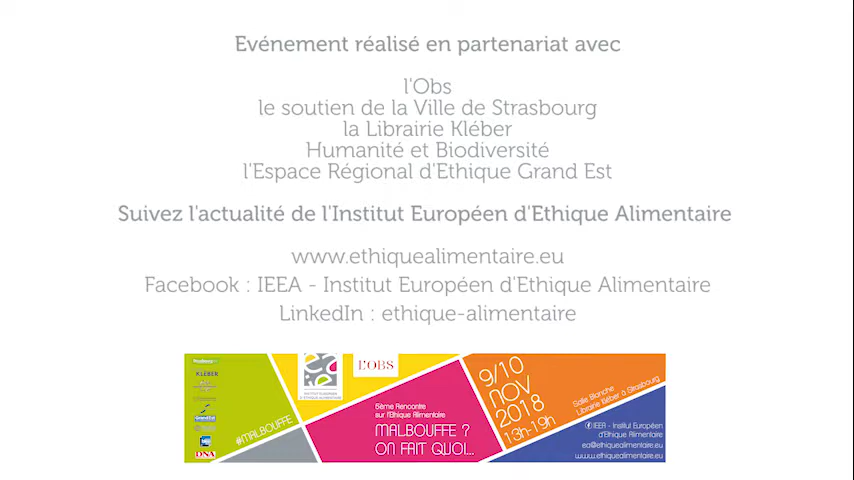 Evénement réalisé en partenariat avec
l'Obs
le soutien de la Ville de Strasbourg
la Librairie Kléber
Humanité et Biodiversité
l'Espace Régional d'Ethique Grand Est
Suivez l'actualité de l'Institut Européen d'Ethique Alimentaire
www.ethiquealimentaire.eu
Facebook : IEEA - Institut Européen d'Ethique Alimentaire
LinkedIn : ethique-alimentaire
KLÉBER
DNA
#MALBOUFFE
L'OBS
5ème Rencontre
sur l'Ethique Alimentaire
MALBOUFFE ?
ON FAIT QUOI...
9/10
NOV
2018
13h-19h
Salle Blanche
Librairie Kléber à Strasbourg
IEEA - Institut Européen
d'Ethique Alimentaire
ea@ethiquealimentaire.eu
www.ethiquealimentaire.eu